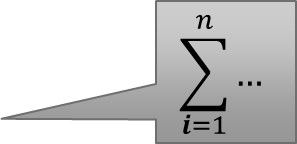 n
∑ ...
i=1